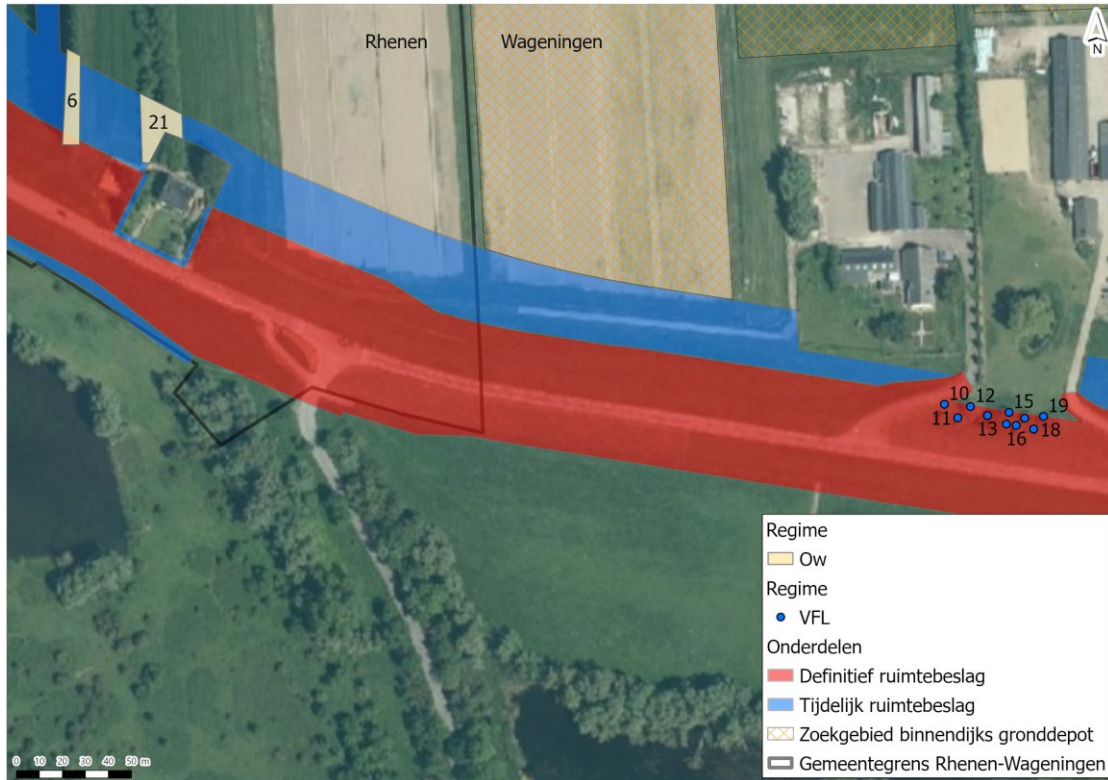 Rhenen Wageningen
N
6
21
10 12 15 19
11 13 16 18
Regime
Ow
Regime
VFL
Onderdelen
Definitief ruimtebeslag
Tijdelijk ruimtebeslag
Zoekgebied binnendijks gronddepot
Gemeentegrens Rhenen-Wageningen
0 10 20 30 40 50 m